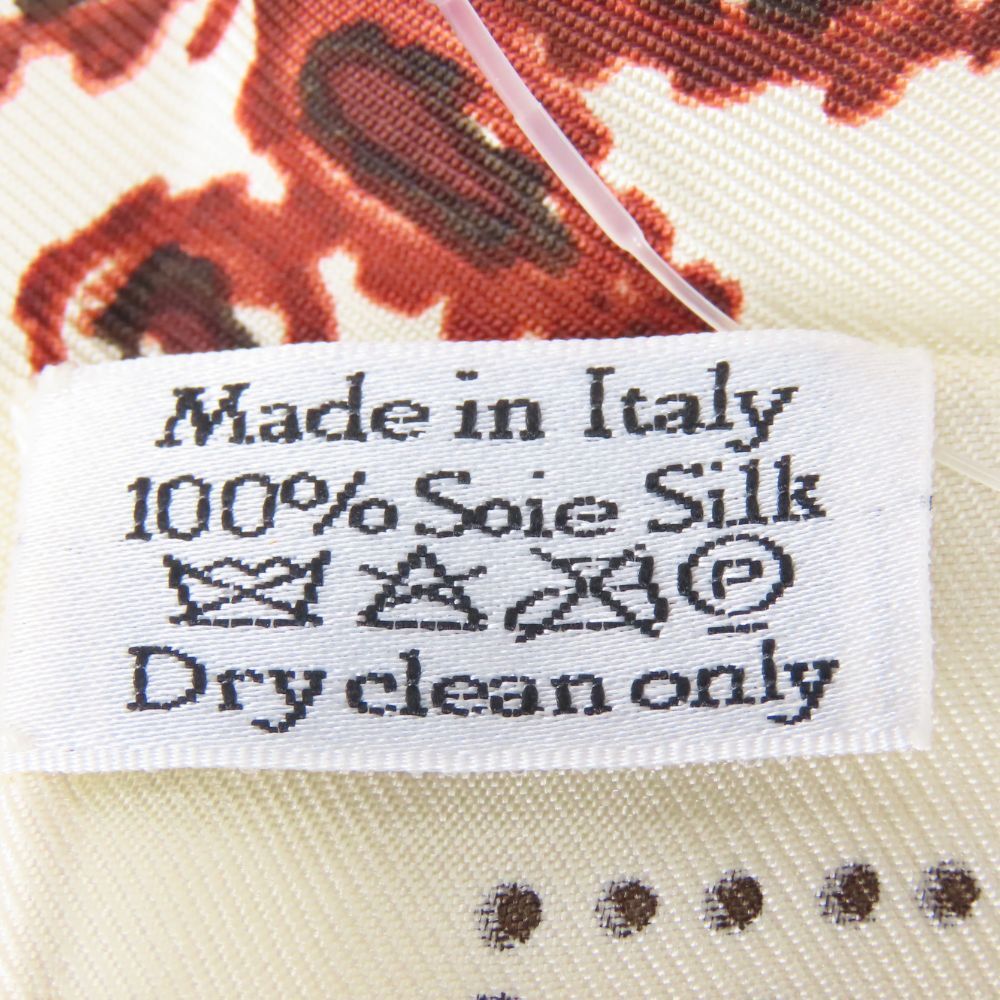 Made in Italy
100% Soie Silk
P
Dry clean only